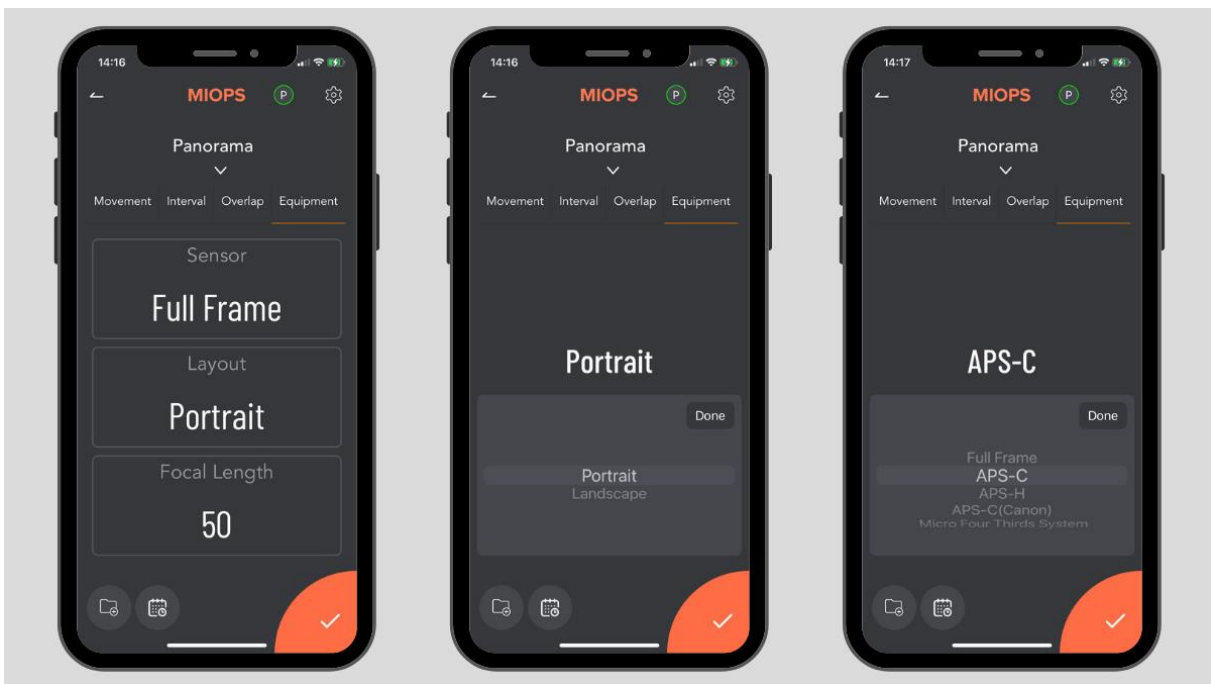 14:16
MIOPS P
Panorama
Movement Interval Overlap Equipment
Sensor
Full Frame
Layout
Portrait
Focal Length
50
14:16
MIOPS P
Panorama
Movement Interval Overlap Equipment
Portrait
Done
Portrait
Landscape
14:17
MIOPS P
Panorama
Movement Interval Overlap Equipment
APS-C
Done
Full Frame
APS-C
APS-H
APS-C(Canon)
Micro Four Thirds System